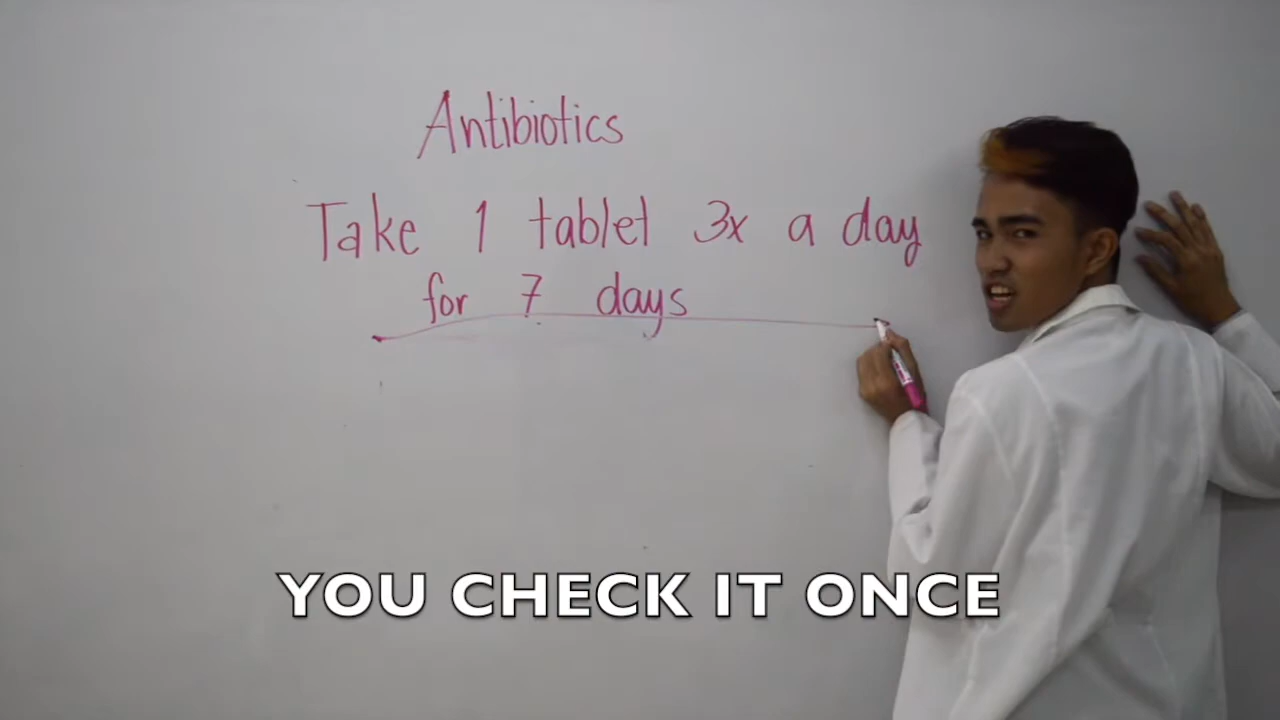 Antibiotics
Take 1 tablet 3x a day
for 7 days
YOU CHECK IT ONCE